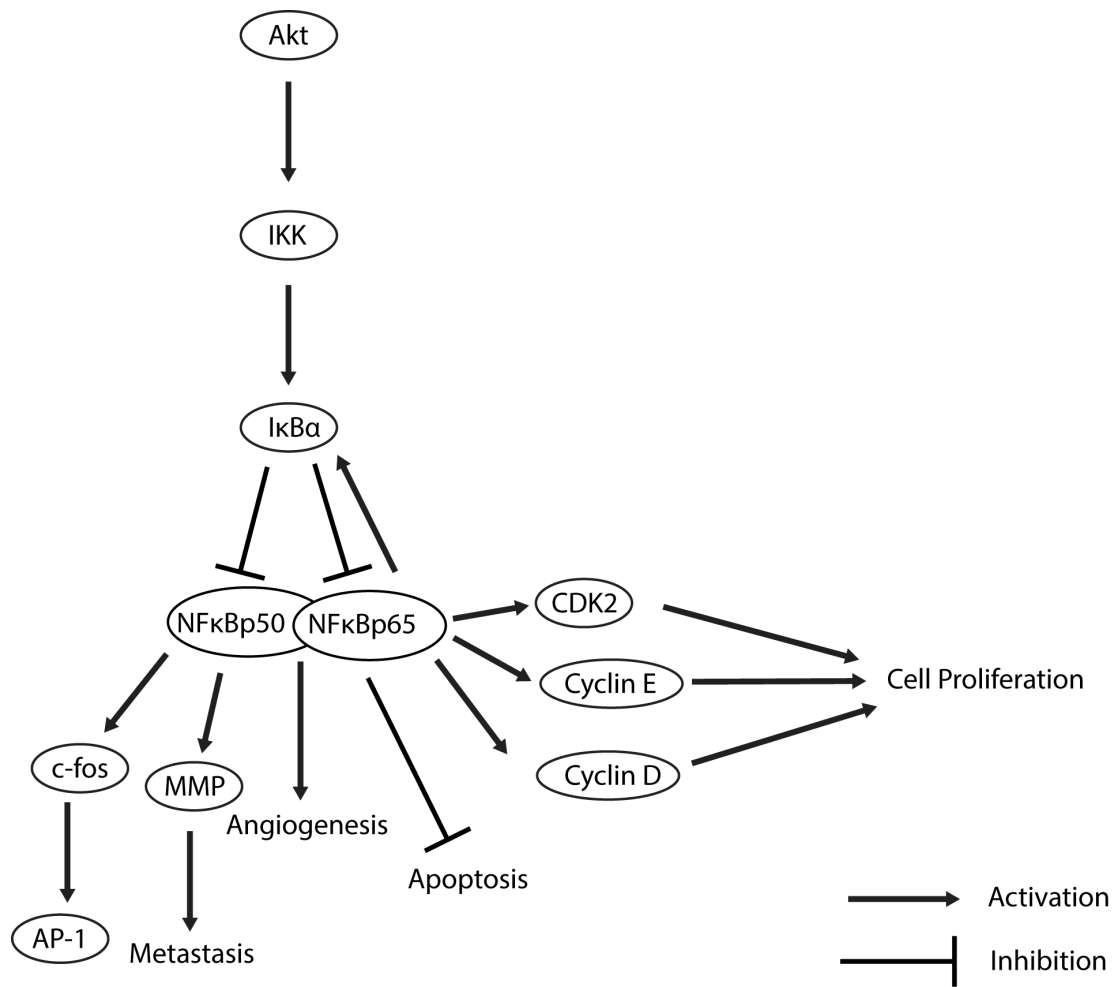 Akt
IKK
IκBα
NFκBp50
NFκBp65
CDK2
Cyclin E
Cell Proliferation
Cyclin D
c-fos
MMP
Angiogenesis
Apoptosis
AP-1
Metastasis
Activation
Inhibition